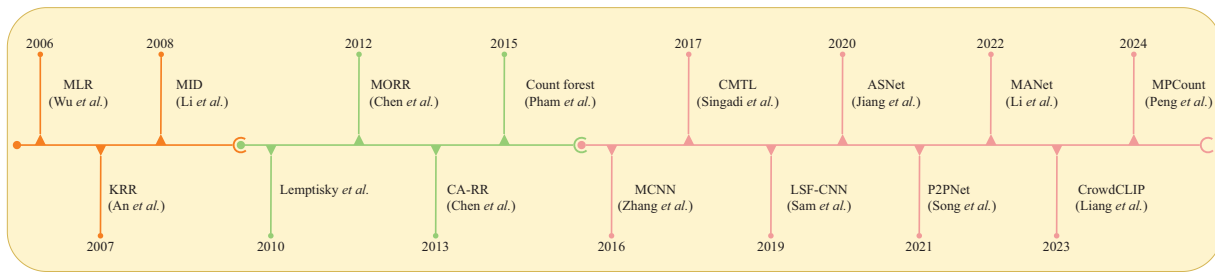 2006
2008
2012
2015
2017
2020
2022
2024
MLR
(Wu et al.)
MID
(Li et al.)
MORR
(Chen et al.)
Count forest
(Pham et al.)
CMTL
(Singadi et al.)
ASNet
(Jiang et al.)
MANet
(Li et al.)
MPCount
(Peng et al.)
KRR
(An et al.)
Lemptisky et al.
CA-RR
(Chen et al.)
MCNN
(Zhang et al.)
LSF-CNN
(Sam et al.)
P2PNet
(Song et al.)
CrowdCLIP
(Liang et al.)
2007
2010
2013
2016
2019
2021
2023